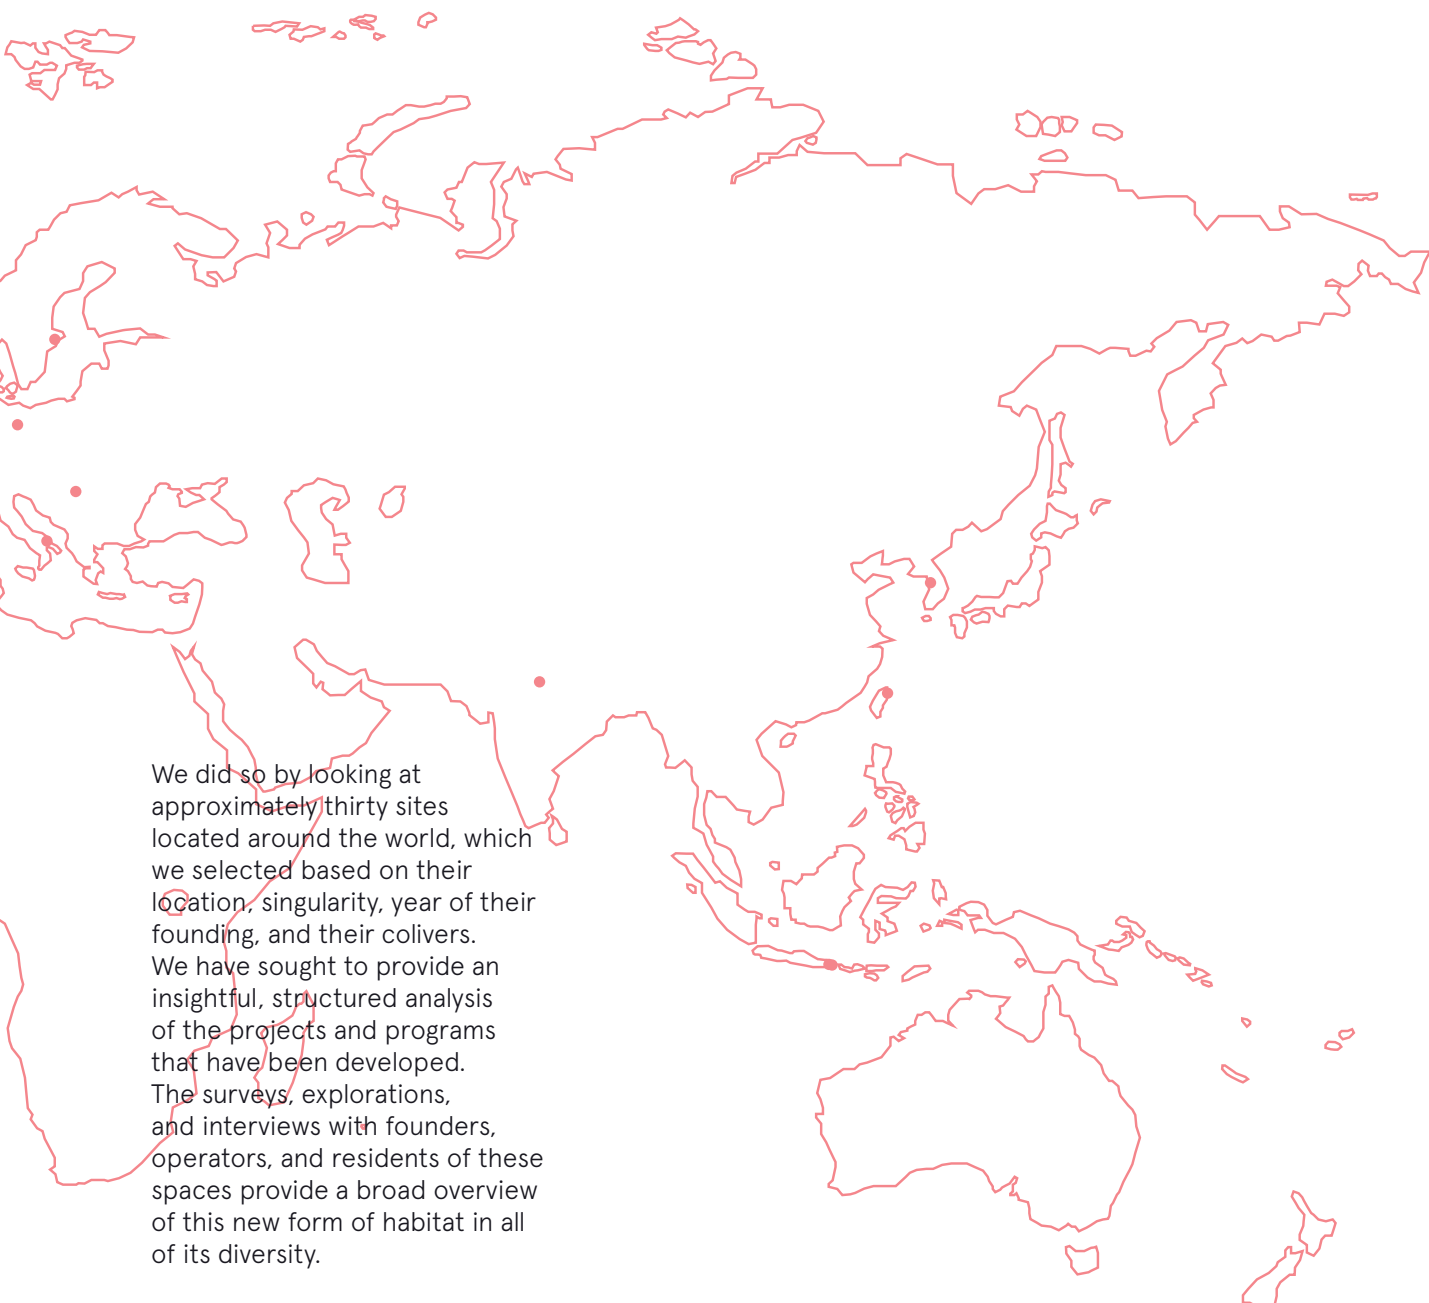 We did so by looking at
approximately thirty sites
located around the world, which
we selected based on their
location, singularity, year of their
founding, and their colivers.
We have sought to provide an
insightful, structured analysis
of the projects and programs
that have been developed.
The surveys, explorations,
and interviews with founders,
operators, and residents of these
spaces provide a broad overview
of this new form of habitat in all
of its diversity.